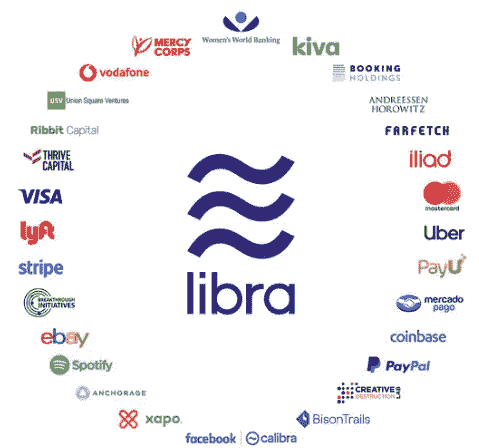 Women's World Banking
kiva
BOOKING
HOLDINGS
ANDREESSEN
HOROWITZ
FARFETCH
iliad
mastercard
Uber
PayU
mercado
pago
coinbase
PayPal
CREATIVE
DESTRUCTION
LAB
BisonTrails
facebook
calibra
xapo
ANCHORAGE
Spotify
ebay
BREAKTHROUGH
INITIATIVES
stripe
lyft
VISA
THRIVE
CAPITAL
Ribbit Capital
USV Union Square Ventures
vodafone
MERCY
CORPS
libra